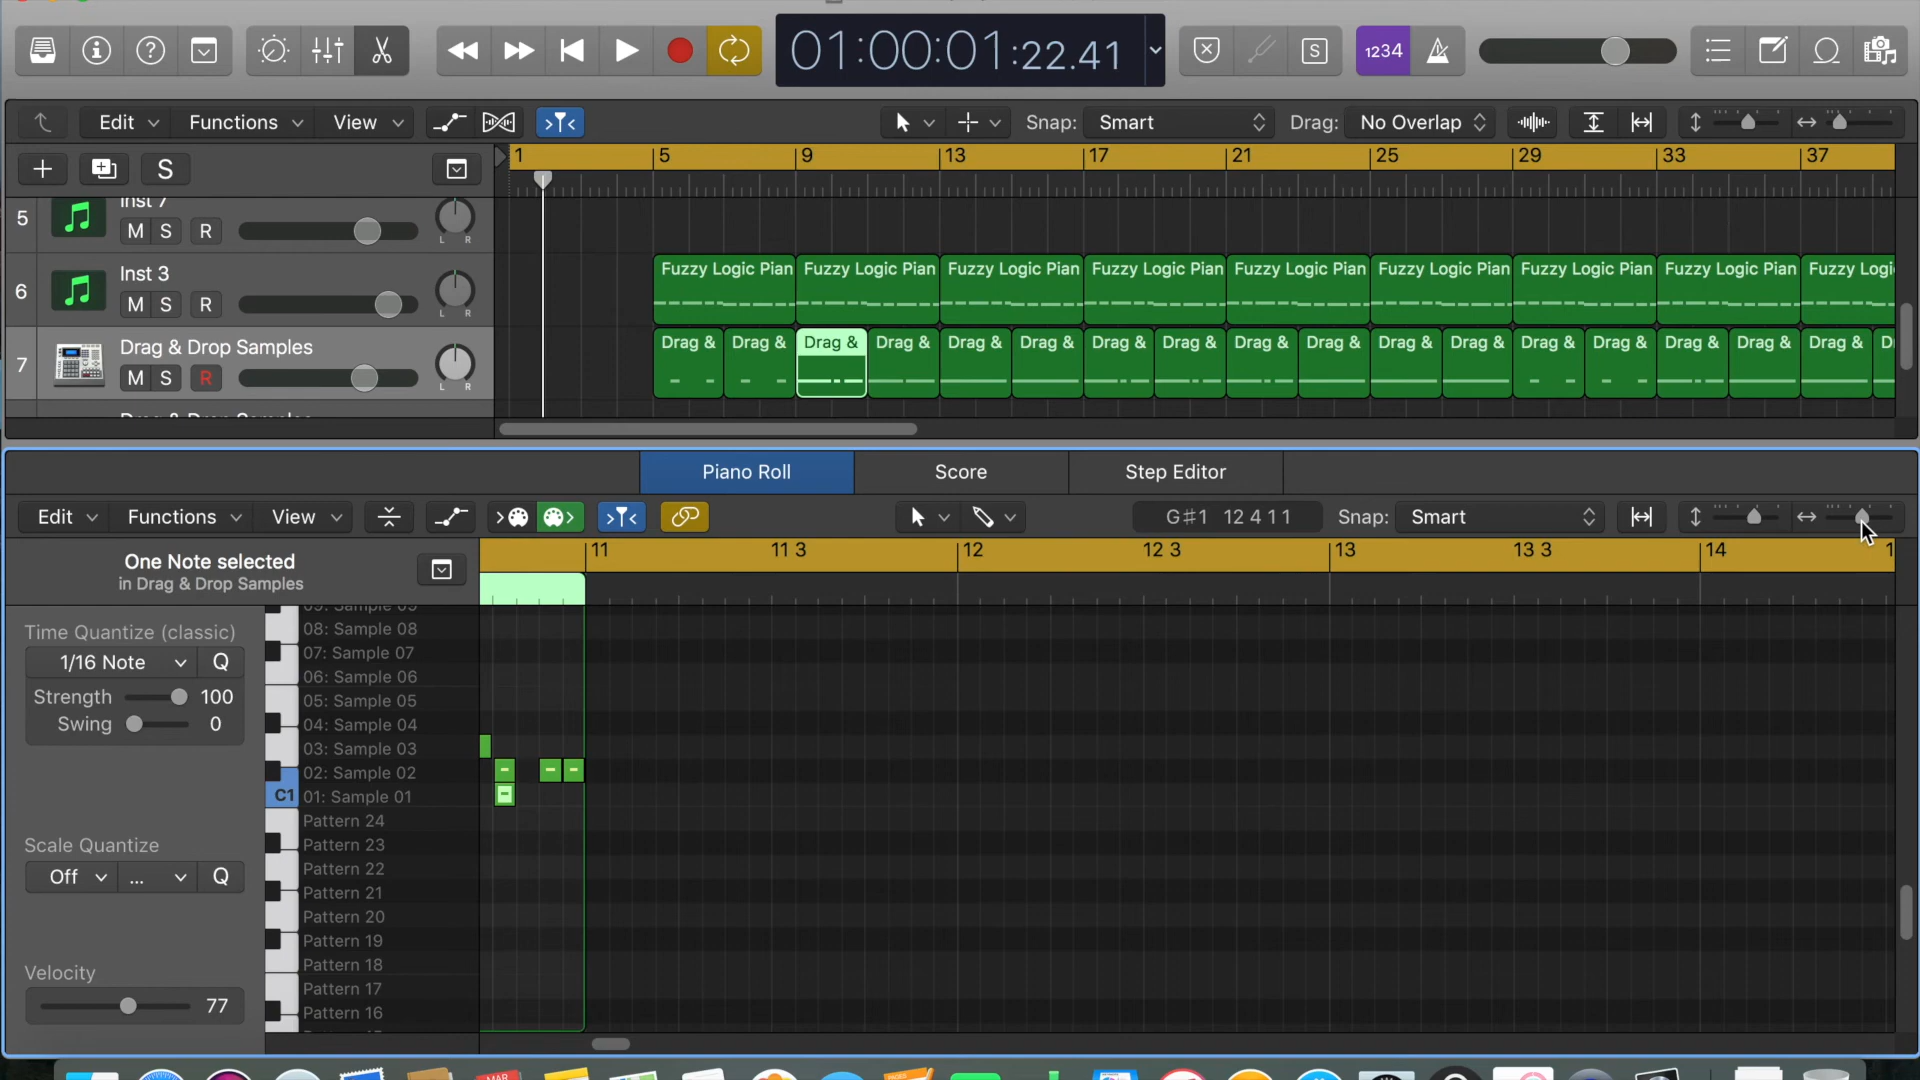 01:00:01:22.41
S
1234
Edit Functions View Snap: Smart Drag: No Overlap
S
1 5 9 13 17 21 25 29 33 37
5 Inst 7
M S R L R
Fuzzy Logic Pian Fuzzy Logic Pian Fuzzy Logic Pian Fuzzy Logic Pian Fuzzy Logic Pian Fuzzy Logic Pian Fuzzy Logic Pian Fuzzy Logic Pian Fuzzy Logi
6 Inst 3
M S R L R
7 Drag & Drop Samples
M S R L R
Drag & Drag & Drag & Drag & Drag & Drag & Drag & Drag & Drag & Drag & Drag & Drag & Drag & Drag & Drag & Drag & Drag & D
Drag & Drop Samples
Piano Roll Score Step Editor
Edit Functions View G#1 12 4 1 1 Snap: Smart
One Note selected
in Drag & Drop Samples
11 11 3 12 12 3 13 13 3 14 1
Time Quantize (classic)
1/16 Note Q
Strength 100
Swing 0
Scale Quantize
Off ... Q
Velocity
77
09: Sample 09
08: Sample 08
07: Sample 07
06: Sample 06
05: Sample 05
04: Sample 04
03: Sample 03
02: Sample 02
C1 01: Sample 01
Pattern 24
Pattern 23
Pattern 22
Pattern 21
Pattern 20
Pattern 19
Pattern 18
Pattern 17
Pattern 16
MAR
PAGES